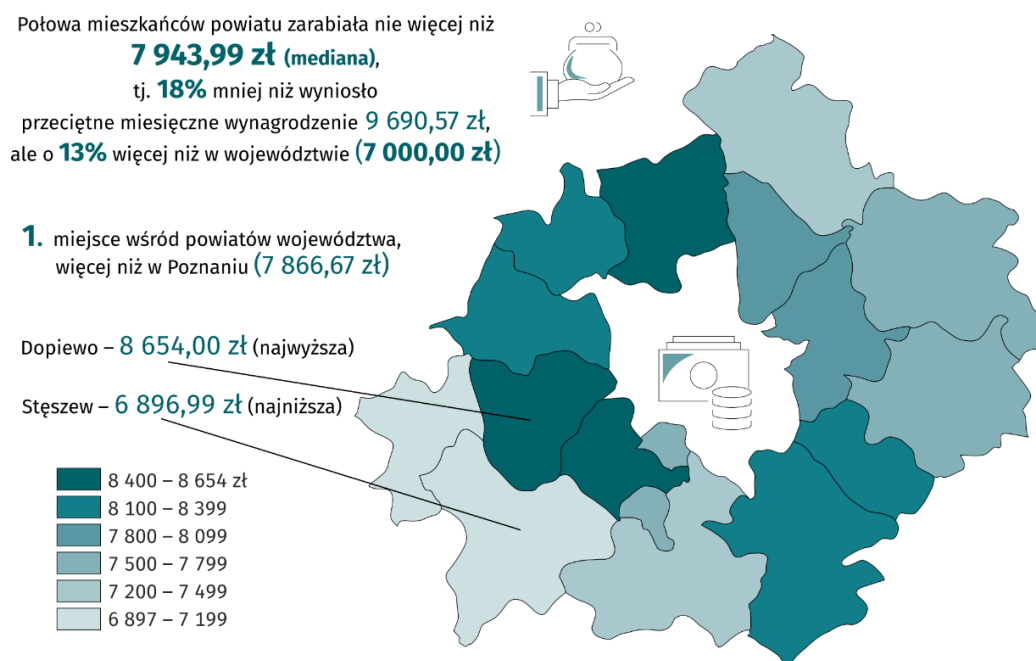 Połowa mieszkańców powiatu zarabiała nie więcej niż
7 943,99 zł (mediana),
tj. 18% mniej niż wyniosło
przeciętne miesięczne wynagrodzenie 9 690,57 zł,
ale o 13% więcej niż w województwie (7 000,00 zł)
1. miejsce wśród powiatów województwa,
więcej niż w Poznaniu (7 866,67 zł)
Dopiewo – 8 654,00 zł (najwyższa)
Stęszew – 6 896,99 zł (najniższa)
8 400 – 8 654 zł
8 100 – 8 399
7 800 – 8 099
7 500 – 7 799
7 200 – 7 499
6 897 – 7 199